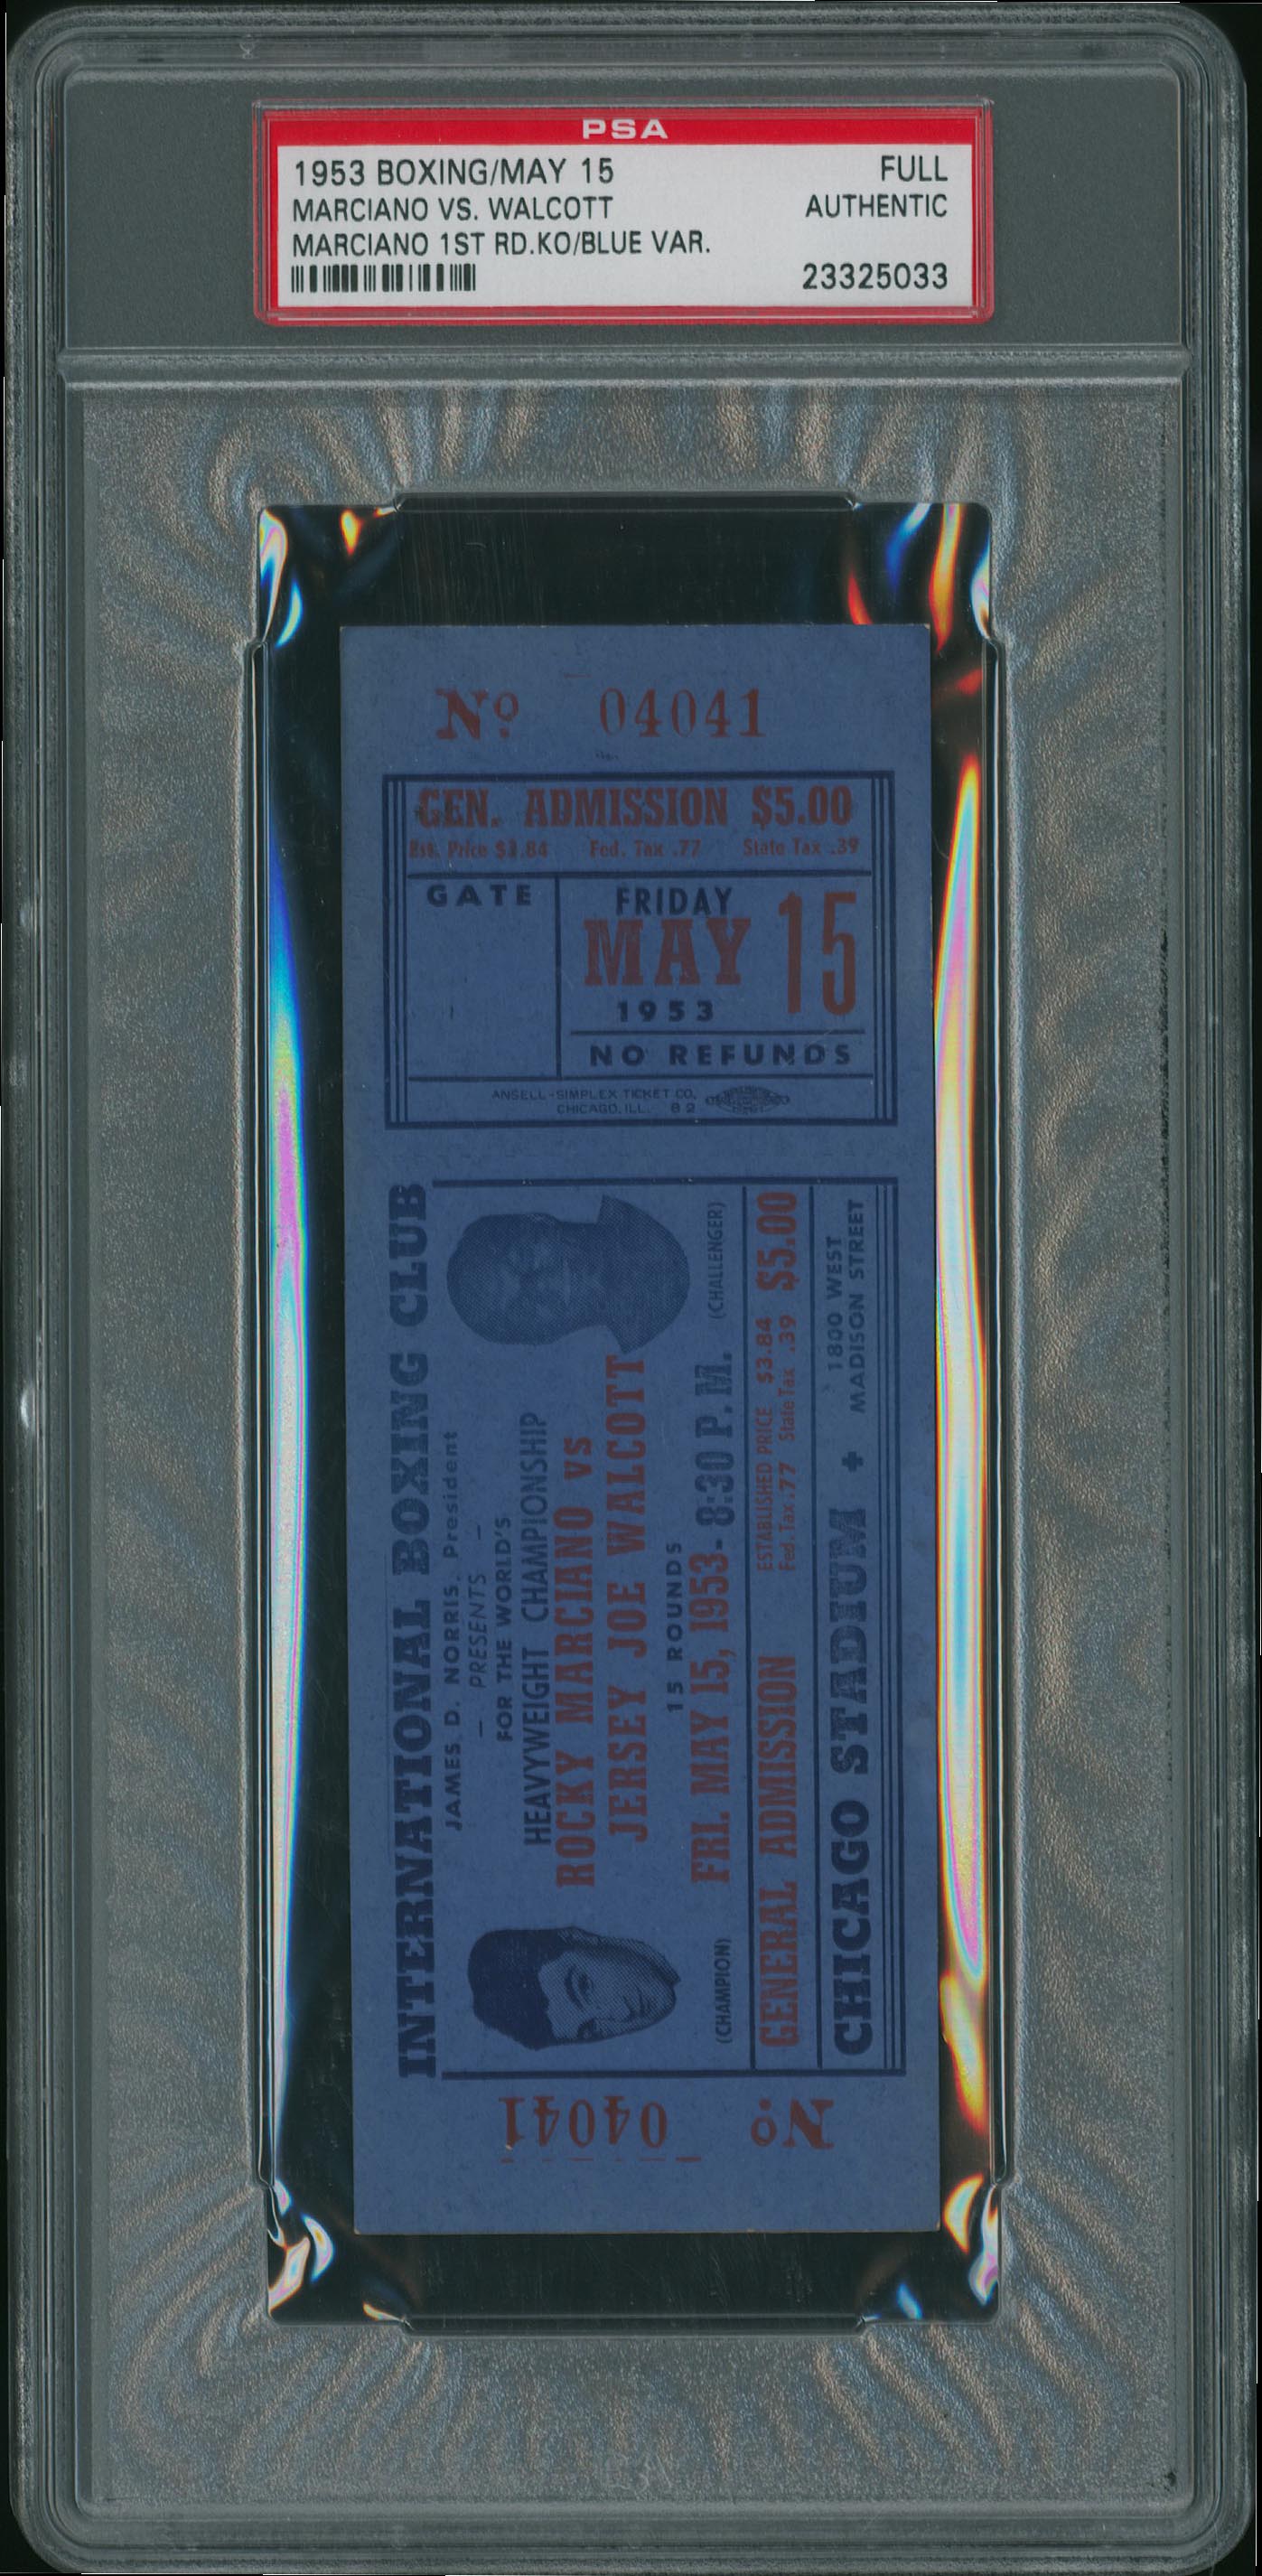 PSA
1953 BOXING/MAY 15 FULL
MARCIANO VS. WALCOTT AUTHENTIC
MARCIANO 1ST RD.KO/BLUE VAR.
23325033
Nº 04041
GEN. ADMISSION $5.00
Est. Price $3.84 Fed. Tax .77 State Tax .39
GATE
FRIDAY
MAY 15
1953
NO REFUNDS
ANSELL-SIMPLEX TICKET CO.
CHICAGO, ILL. 82
INTERNATIONAL BOXING CLUB
JAMES D. NORRIS, President
— PRESENTS —
FOR THE WORLD'S
HEAVYWEIGHT CHAMPIONSHIP
ROCKY MARCIANO VS
JERSEY JOE WALCOTT
15 ROUNDS
FRI. MAY 15, 1953- 8:30 P.M.
(CHAMPION) (CHALLENGER)
GENERAL ADMISSION ESTABLISHED PRICE $3.84 $5.00
Fed. Tax .77 State Tax .39
CHICAGO STADIUM + 1800 WEST
MADISON STREET
Nº 04041